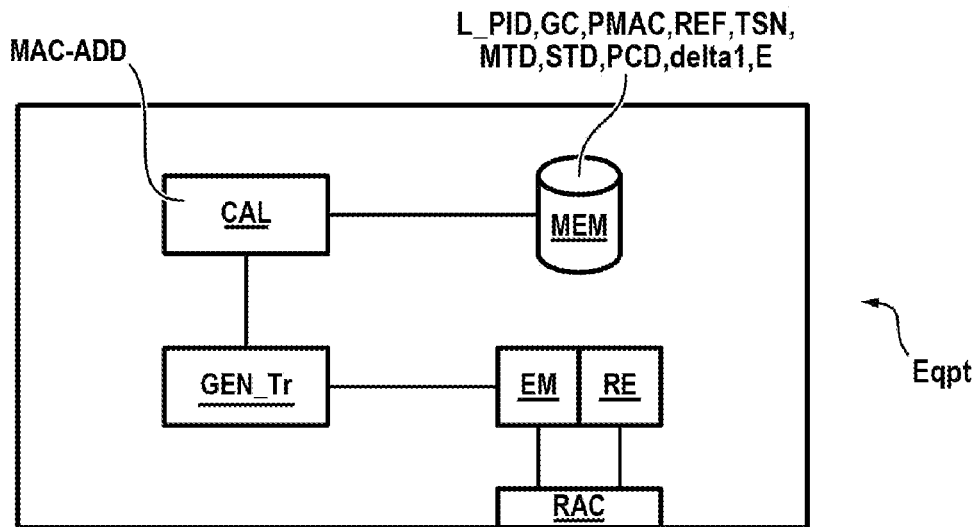 L_PID,GC,PMAC,REF,TSN,
MTD,STD,PCD,delta1,E
MAC-ADD
CAL
MEM
GEN_Tr
EM
RE
Eqpt
RAC